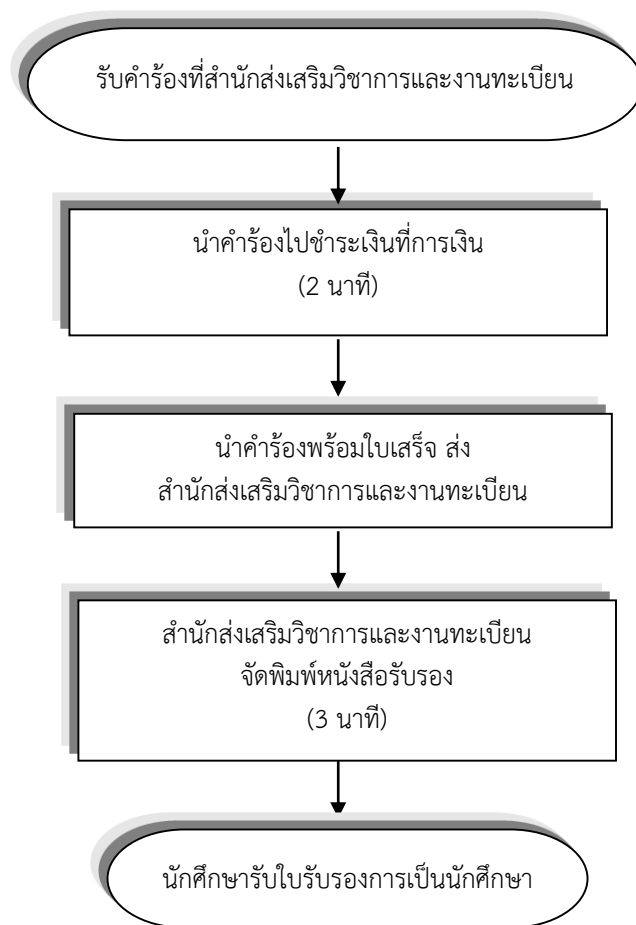 รับคำร้องที่สำนักส่งเสริมวิชาการและงานทะเบียน
นำคำร้องไปชำระเงินที่การเงิน
(2 นาที)
นำคำร้องพร้อมใบเสร็จ ส่ง
สำนักส่งเสริมวิชาการและงานทะเบียน
สำนักส่งเสริมวิชาการและงานทะเบียน
จัดพิมพ์หนังสือรับรอง
(3 นาที)
นักศึกษารับใบรับรองการเป็นนักศึกษา